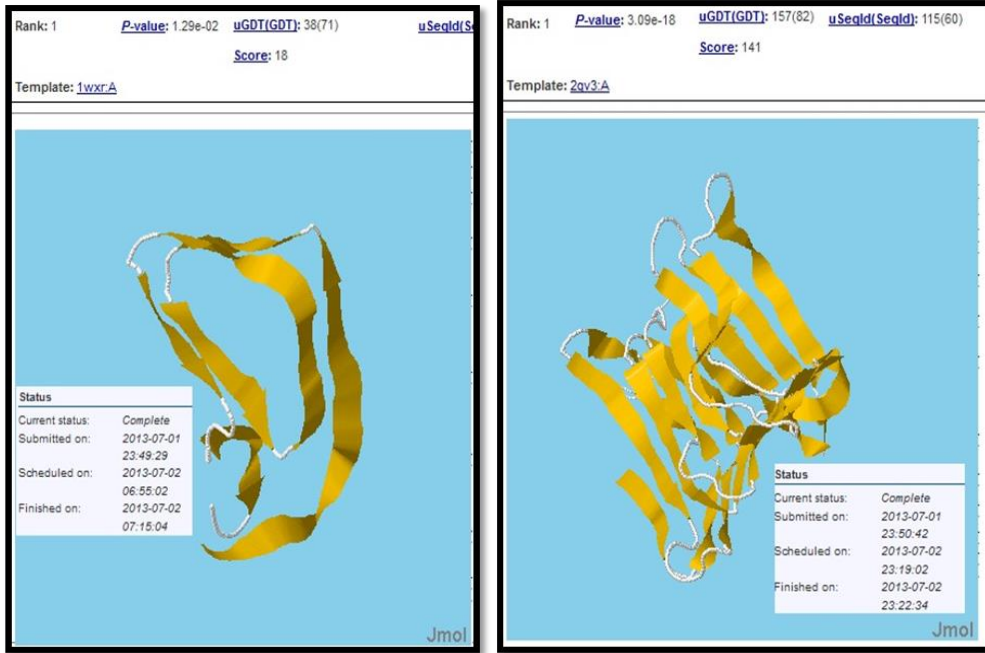 Rank: 1 P-value: 1.29e-02 uGDT(GDT): 38(71) uSeqId(Se
Score: 18
Template: 1wxr:A
Status
Current status: Complete
Submitted on: 2013-07-01
23:49:29
Scheduled on: 2013-07-02
06:55:02
Finished on: 2013-07-02
07:15:04
Jmol
Rank: 1 P-value: 3.09e-18 uGDT(GDT): 157(82) uSeqId(SeqId): 115(60)
Score: 141
Template: 2gv3:A
Status
Current status: Complete
Submitted on: 2013-07-01
23:50:42
Scheduled on: 2013-07-02
23:19:02
Finished on: 2013-07-02
23:22:34
Jmol